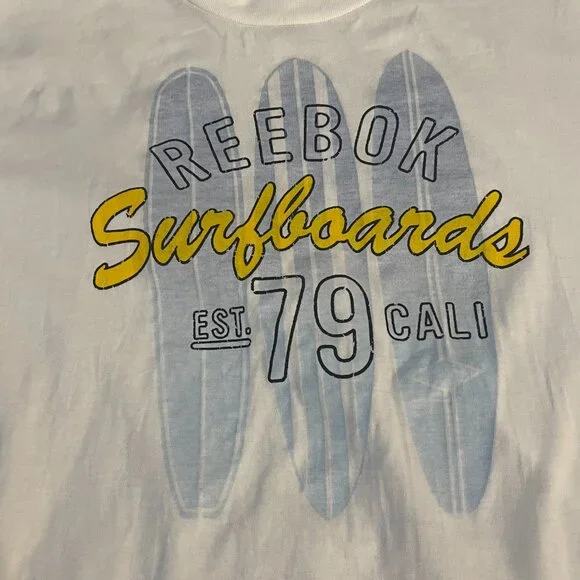 REEBOK
Surfboards
EST. 79 CALI